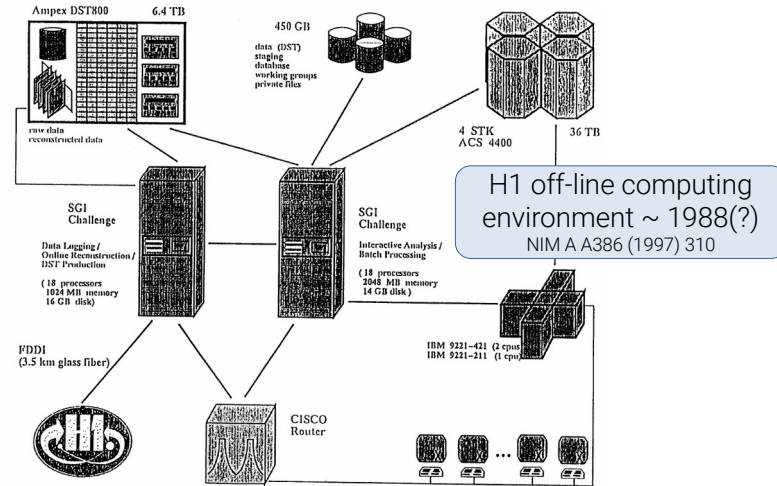 Ampex DST800 6.4 TB
raw data
reconstructed data
450 GB
data (DST)
staging
database
working groups
private files
4 STK
ACS 4400
36 TB
H1 off-line computing
environment ~ 1988(?)
NIM A A386 (1997) 310
SGI
Challenge
Data Logging /
Online Reconstruction /
DST Production
( 18 processors
1024 MB memory
16 GB disk)
SGI
Challenge
Interactive Analysis /
Batch Processing
( 18 processors
2048 MB memory
14 GB disk )
IBM 9221-421 (2 cpus)
IBM 9221-211 (1 cpu)
FDDI
(3.5 km glass fiber)
H1
CISCO
Router
...